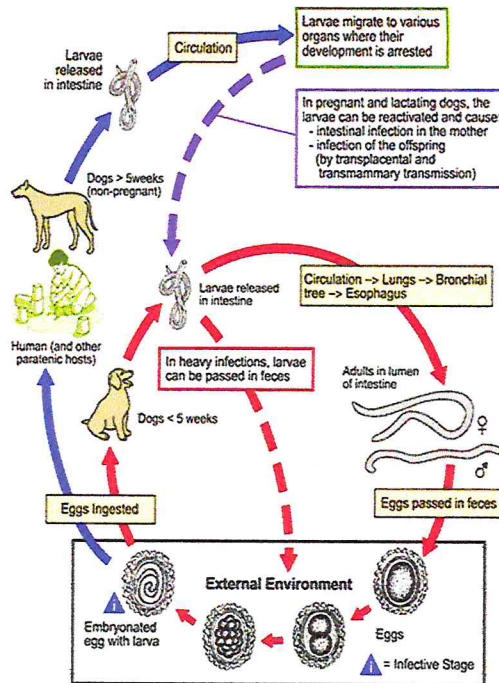 Larvae
released
in intestine
Circulation
Larvae migrate to various
organs where their
development is arrested
In pregnant and lactating dogs, the
larvae can be reactivated and cause
- intestinal infection in the mother
- infection of the offspring
(by transplacental and
transmammary transmission)
Dogs > 5weeks
(non-pregnant)
Larvae released
in intestine
Circulation -> Lungs -> Bronchial
tree -> Esophagus
Human (and other
paratenic hosts)
In heavy infections, larvae
can be passed in feces
Adults in lumen
of intestine
♀
♂
Dogs < 5 weeks
Eggs Ingested
Eggs passed in feces
External Environment
i
Embryonated
egg with larva
Eggs
i = Infective Stage